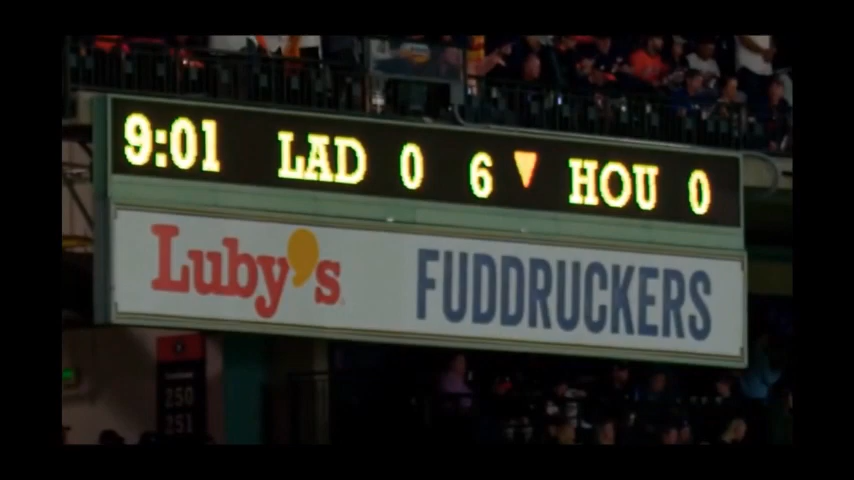 9:01 LAD 0 6 ▼ HOU 0
Luby's FUDDRUCKERS
250
251